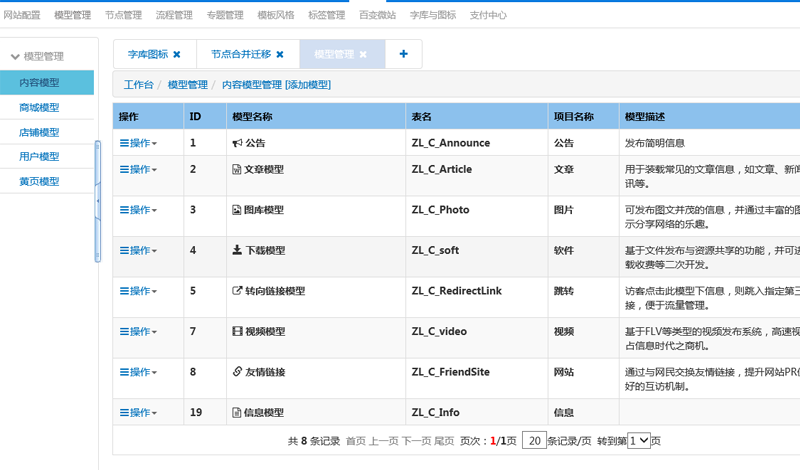 网站配置 模型管理 节点管理 流程管理 专题管理 模板风格 标签管理 百变微站 字库与图标 支付中心
模型管理
内容模型
商城模型
店铺模型
用户模型
黄页模型
字库图标 ✖ 节点合并迁移 ✖ 模型管理 ✖ +
工作台 / 模型管理 / 内容模型管理 [添加模型]
操作 ID 模型名称 表名 项目名称 模型描述
操作 1 公告 ZL_C_Announce 公告 发布简明信息
操作 2 文章模型 ZL_C_Article 文章 用于装载常见的文章信息，如文章、新闻
讯等。
操作 3 图库模型 ZL_C_Photo 图片 可发布图文并茂的信息，并通过丰富的图
示分享网络的乐趣。
操作 4 下载模型 ZL_C_soft 软件 基于文件发布与资源共享的功能，并可进
载收费等二次开发。
操作 5 转向链接模型 ZL_C_RedirectLink 跳转 访客点击此模型下信息，则跳入指定第三
接，便于流量管理。
操作 7 视频模型 ZL_C_video 视频 基于FLV等类型的视频发布系统，高速视
占信息时代之商机。
操作 8 友情链接 ZL_C_FriendSite 网站 通过与网民交换友情链接，提升网站PR值
好的互访机制。
操作 19 信息模型 ZL_C_Info 信息
共 8 条记录 首页 上一页 下一页 尾页 页次：1/1页 20 条记录/页 转到第 1 页